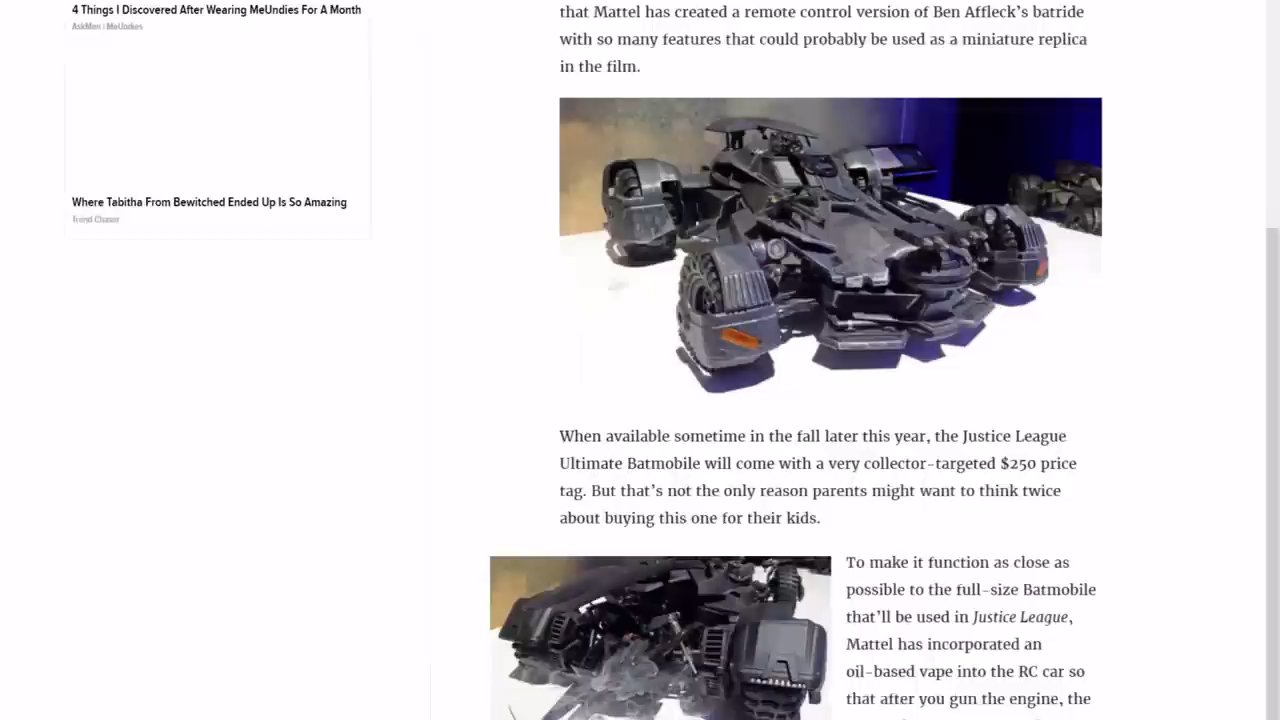 4 Things I Discovered After Wearing MeUndies For A Month
AskMen | MeUndies
Where Tabitha From Bewitched Ended Up Is So Amazing
Trend Chaser
that Mattel has created a remote control version of Ben Affleck’s batride
with so many features that could probably be used as a miniature replica
in the film.
When available sometime in the fall later this year, the Justice League
Ultimate Batmobile will come with a very collector-targeted $250 price
tag. But that’s not the only reason parents might want to think twice
about buying this one for their kids.
To make it function as close as
possible to the full-size Batmobile
that’ll be used in Justice League,
Mattel has incorporated an
oil-based vape into the RC car so
that after you gun the engine, the